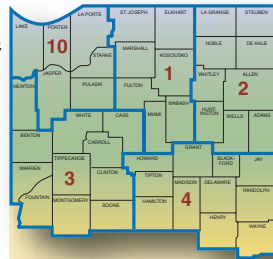 LAKE
PORTER
LA PORTE
ST. JOSEPH
ELKHART
LA GRANGE
STEUBEN
10
STARKE
MARSHALL
KOSCIUSKO
NOBLE
DE KALB
NEWTON
JASPER
PULASKI
FULTON
1
WHITLEY
ALLEN
2
WABASH
MIAMI
HUNT-
INGTON
WELLS
ADAMS
BENTON
WHITE
CASS
CARROLL
HOWARD
GRANT
BLACK-
FORD
JAY
WARREN
TIPPECANOE
3
CLINTON
TIPTON
MADISON
4
DELAWARE
RANDOLPH
FOUNTAIN
MONTGOMERY
BOONE
HAMILTON
HENRY
WAYNE